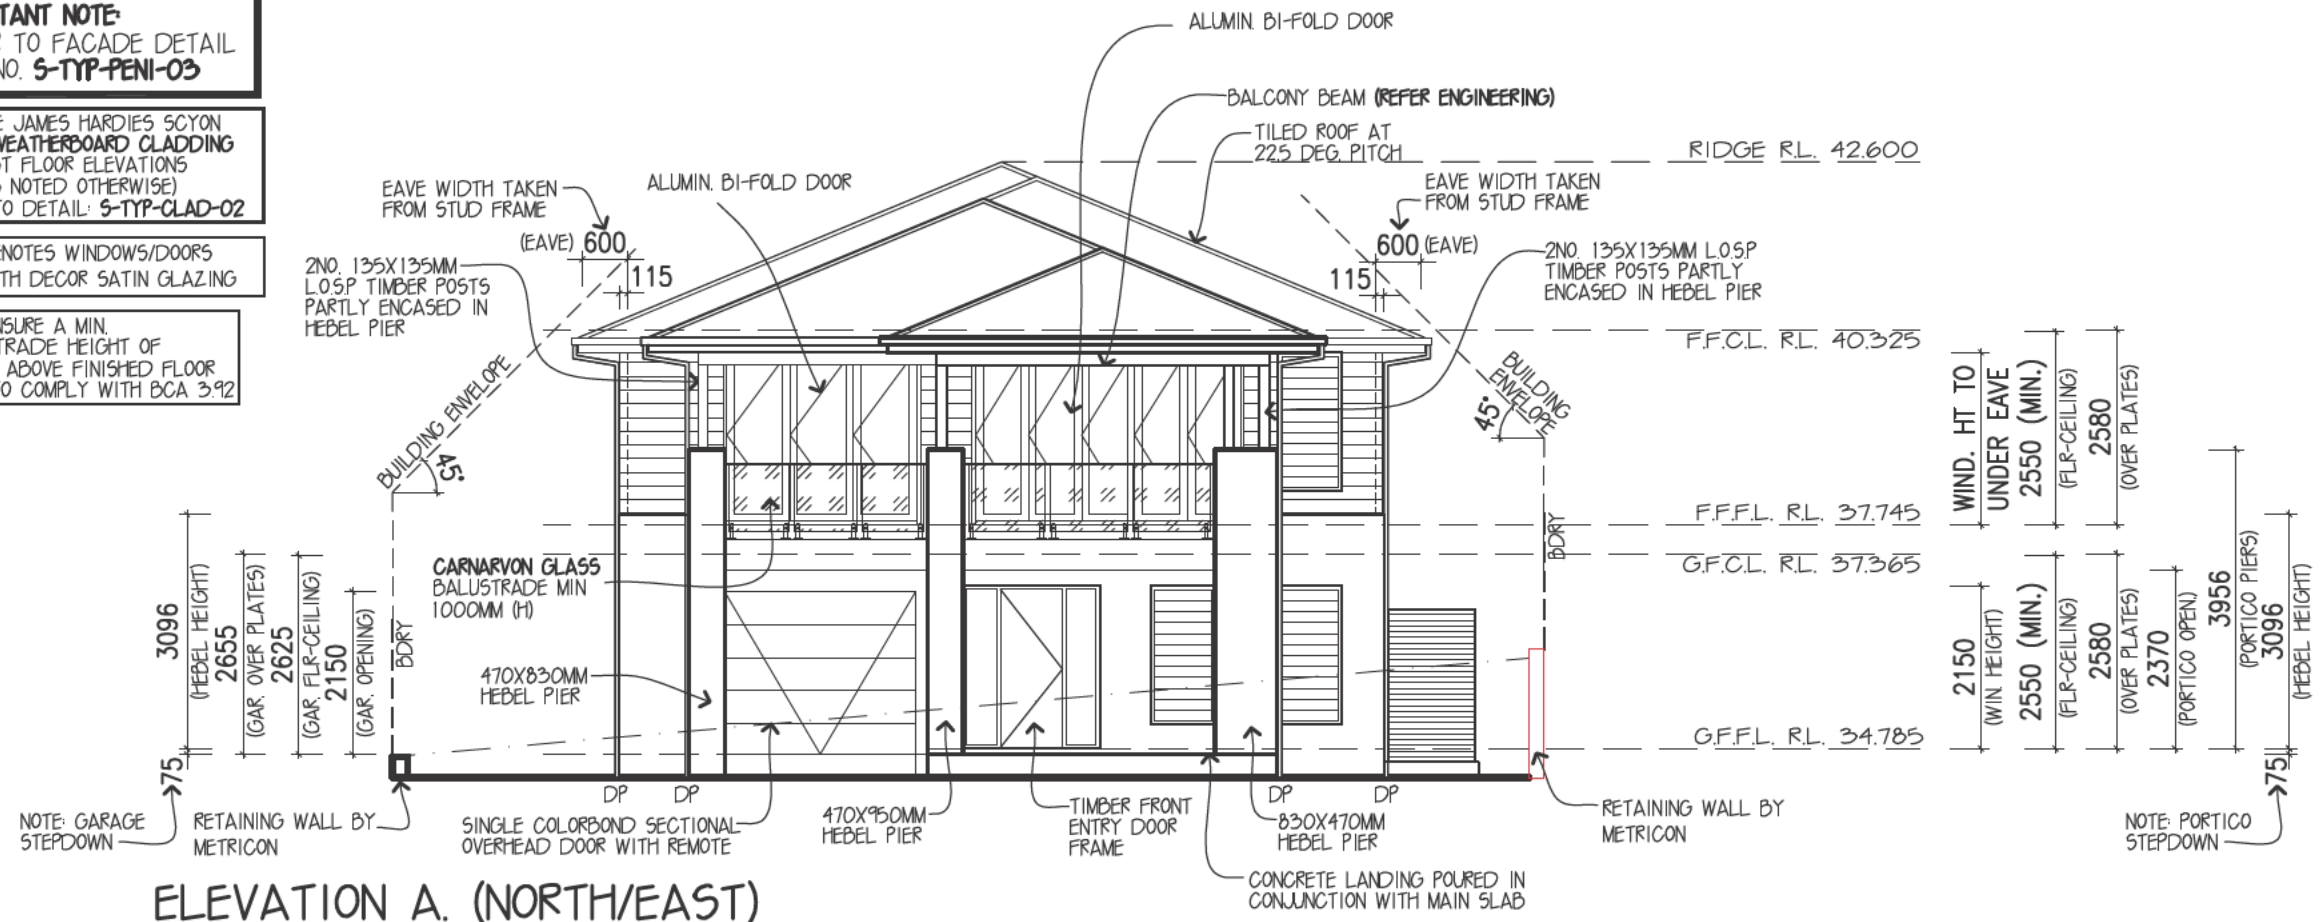 TANT NOTE:
TO FACADE DETAIL
NO. S-TYP-PENI-03
JAMES HARDIES SCYON
WEATHERBOARD CLADDING
FLOOR ELEVATIONS
NOTED OTHERWISE)
TO DETAIL: S-TYP-CLAD-02
ENOTES WINDOWS/DOORS
TH DECOR SATIN GLAZING
NSURE A MIN.
TRADE HEIGHT OF
ABOVE FINISHED FLOOR
TO COMPLY WITH BCA 3.9.2
ALUMIN. BI-FOLD DOOR
BALCONY BEAM (REFER ENGINEERING)
TILED ROOF AT
22.5 DEG. PITCH
RIDGE R.L. 42.600
EAVE WIDTH TAKEN
FROM STUD FRAME
ALUMIN. BI-FOLD DOOR
EAVE WIDTH TAKEN
FROM STUD FRAME
(EAVE) 600
115
600 (EAVE)
115
2NO. 135X135MM
L.O.S.P TIMBER POSTS
PARTLY ENCASED IN
HEBEL PIER
2NO. 135X135MM L.O.S.P
TIMBER POSTS PARTLY
ENCASED IN HEBEL PIER
F.F.C.L. R.L. 40.325
BUILDING ENVELOPE
45°
BUILDING
ENVELOPE
45°
F.F.F.L. R.L. 37.745
G.F.C.L. R.L. 37.365
G.F.F.L. R.L. 34.785
WIND. HT TO
UNDER EAVE
2550 (MIN.)
(FLR-CEILING)
2580
(OVER PLATES)
BDRY
BDRY
3096
(HEBEL HEIGHT)
2655
(GAR. OVER PLATES)
2625
(GAR. FLR-CEILING)
2150
(GAR. OPENING)
2150
(WIN. HEIGHT)
2550 (MIN.)
(FLR-CEILING)
2580
(OVER PLATES)
2370
(PORTICO OPEN.)
3956
(PORTICO PIERS)
3096
(HEBEL HEIGHT)
CARNARVON GLASS
BALUSTRADE MIN
1000MM (H)
470X830MM
HEBEL PIER
75
75
DP
DP
DP
DP
NOTE: GARAGE
STEPDOWN
RETAINING WALL BY
METRICON
SINGLE COLORBOND SECTIONAL
OVERHEAD DOOR WITH REMOTE
470X950MM
HEBEL PIER
TIMBER FRONT
ENTRY DOOR
FRAME
830X470MM
HEBEL PIER
RETAINING WALL BY
METRICON
NOTE: PORTICO
STEPDOWN
CONCRETE LANDING POURED IN
CONJUNCTION WITH MAIN SLAB
ELEVATION A. (NORTH/EAST)